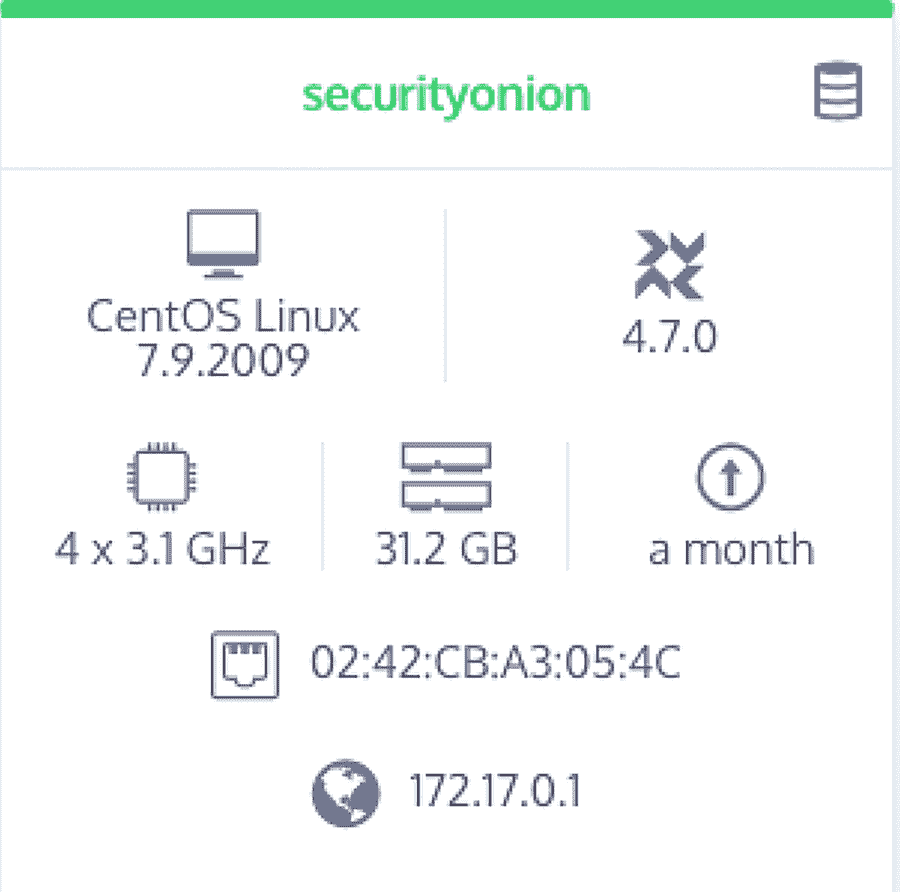 securityonion
CentOS Linux
7.9.2009
4.7.0
4 x 3.1 GHz
31.2 GB
a month
02:42:CB:A3:05:4C
172.17.0.1